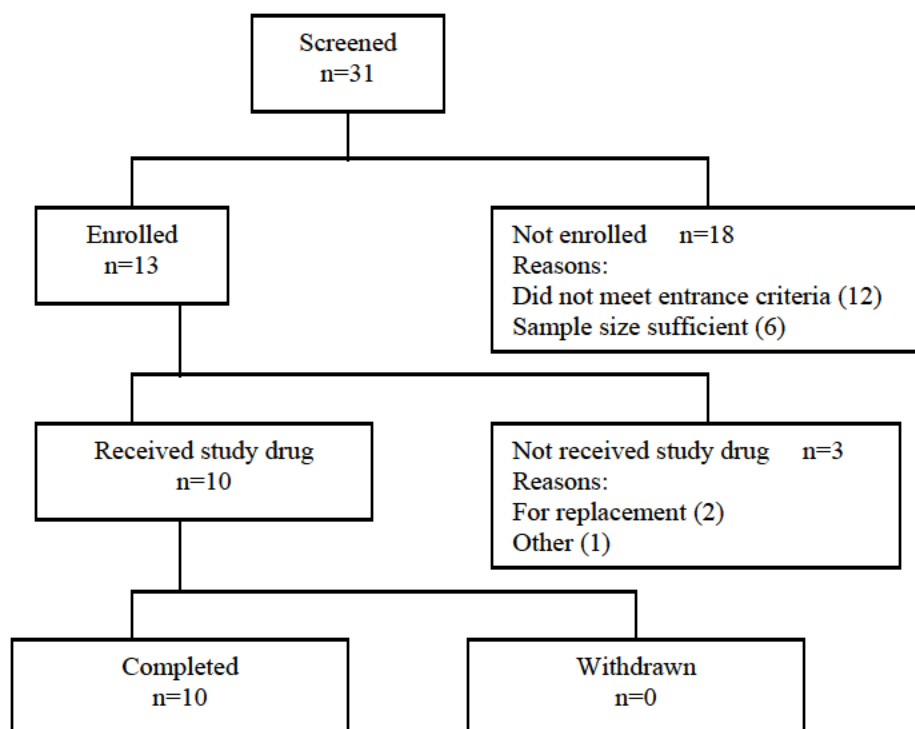 Screened
n=31
Enrolled
n=13
Not enrolled n=18
Reasons:
Did not meet entrance criteria (12)
Sample size sufficient (6)
Received study drug
n=10
Not received study drug n=3
Reasons:
For replacement (2)
Other (1)
Completed
n=10
Withdrawn
n=0